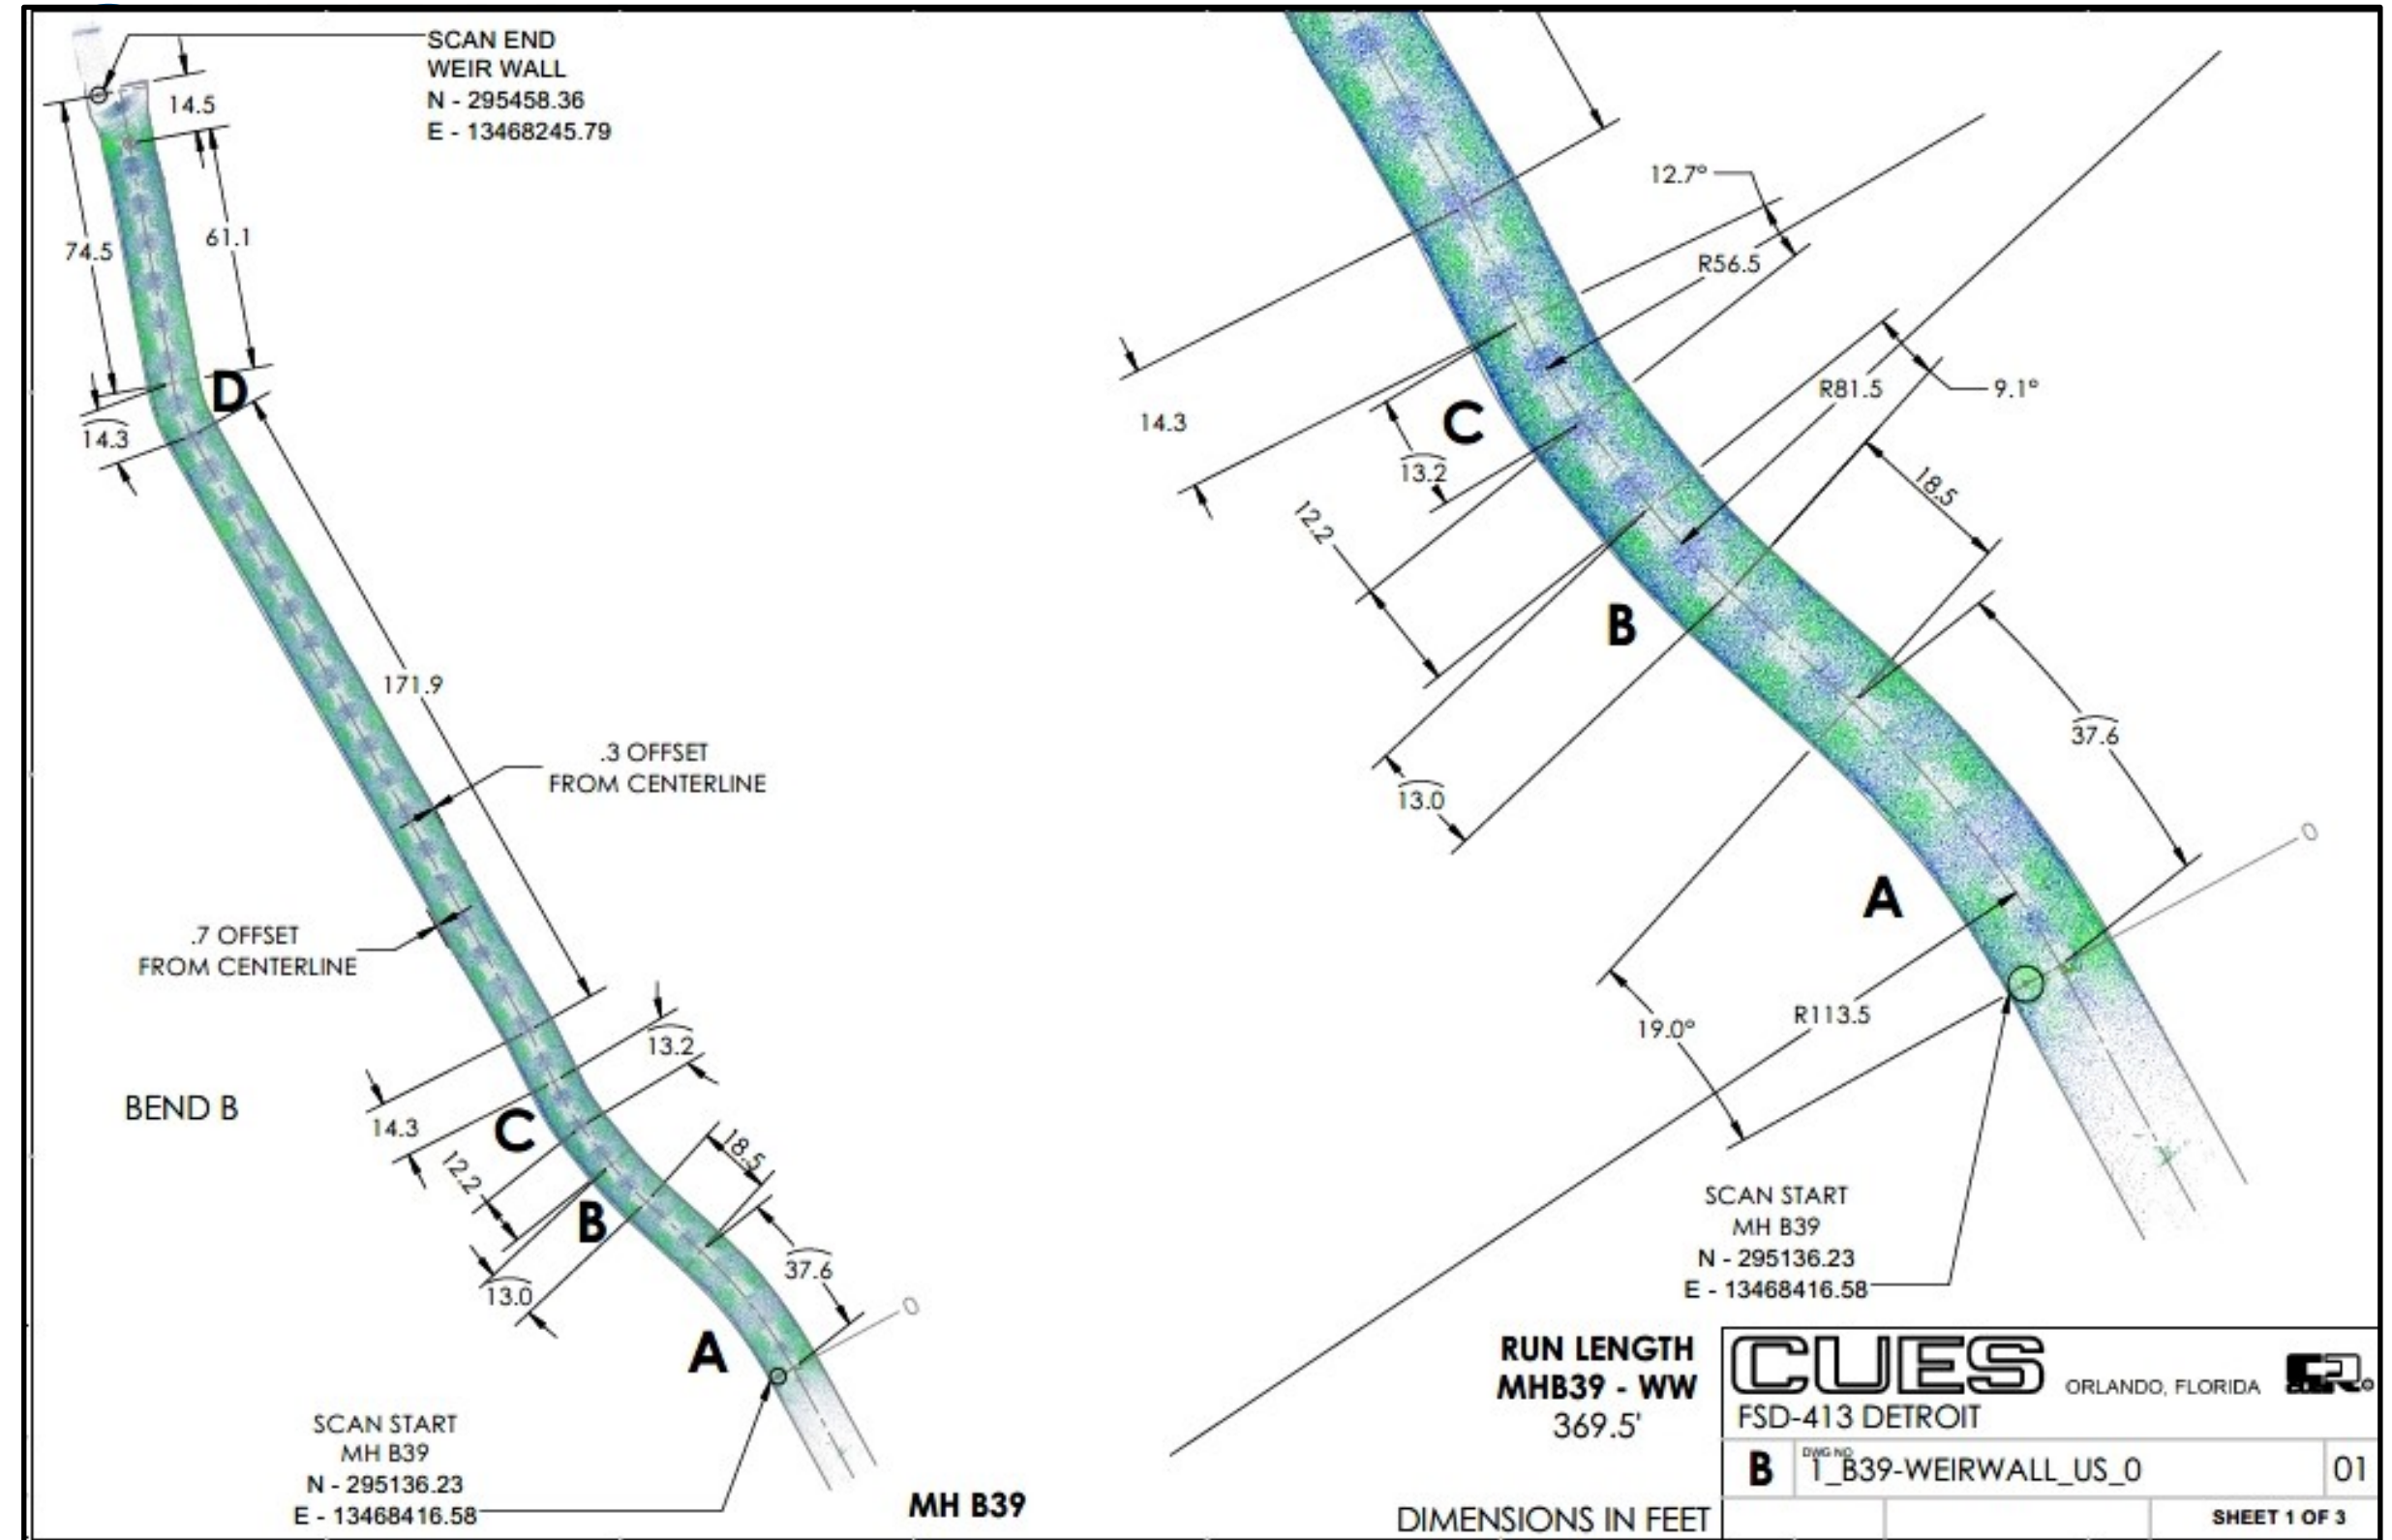 SCAN END
WEIR WALL
N - 295458.36
E - 13468245.79
14.5
74.5
61.1
D
14.3
171.9
.3 OFFSET
FROM CENTERLINE
.7 OFFSET
FROM CENTERLINE
13.2
BEND B
14.3
C
18.5
12.2
B
37.6
13.0
0
A
SCAN START
MH B39
N - 295136.23
E - 13468416.58
MH B39
12.7°
R56.5
R81.5
9.1°
14.3
C
13.2
18.5
12.2
B
37.6
13.0
0
A
19.0°
R113.5
SCAN START
MH B39
N - 295136.23
E - 13468416.58
RUN LENGTH
MHB39 - WW
369.5'
DIMENSIONS IN FEET
CUES
ORLANDO, FLORIDA
FSD-413 DETROIT
B
DWG NO
1_B39-WEIRWALL_US_0
01
SHEET 1 OF 3